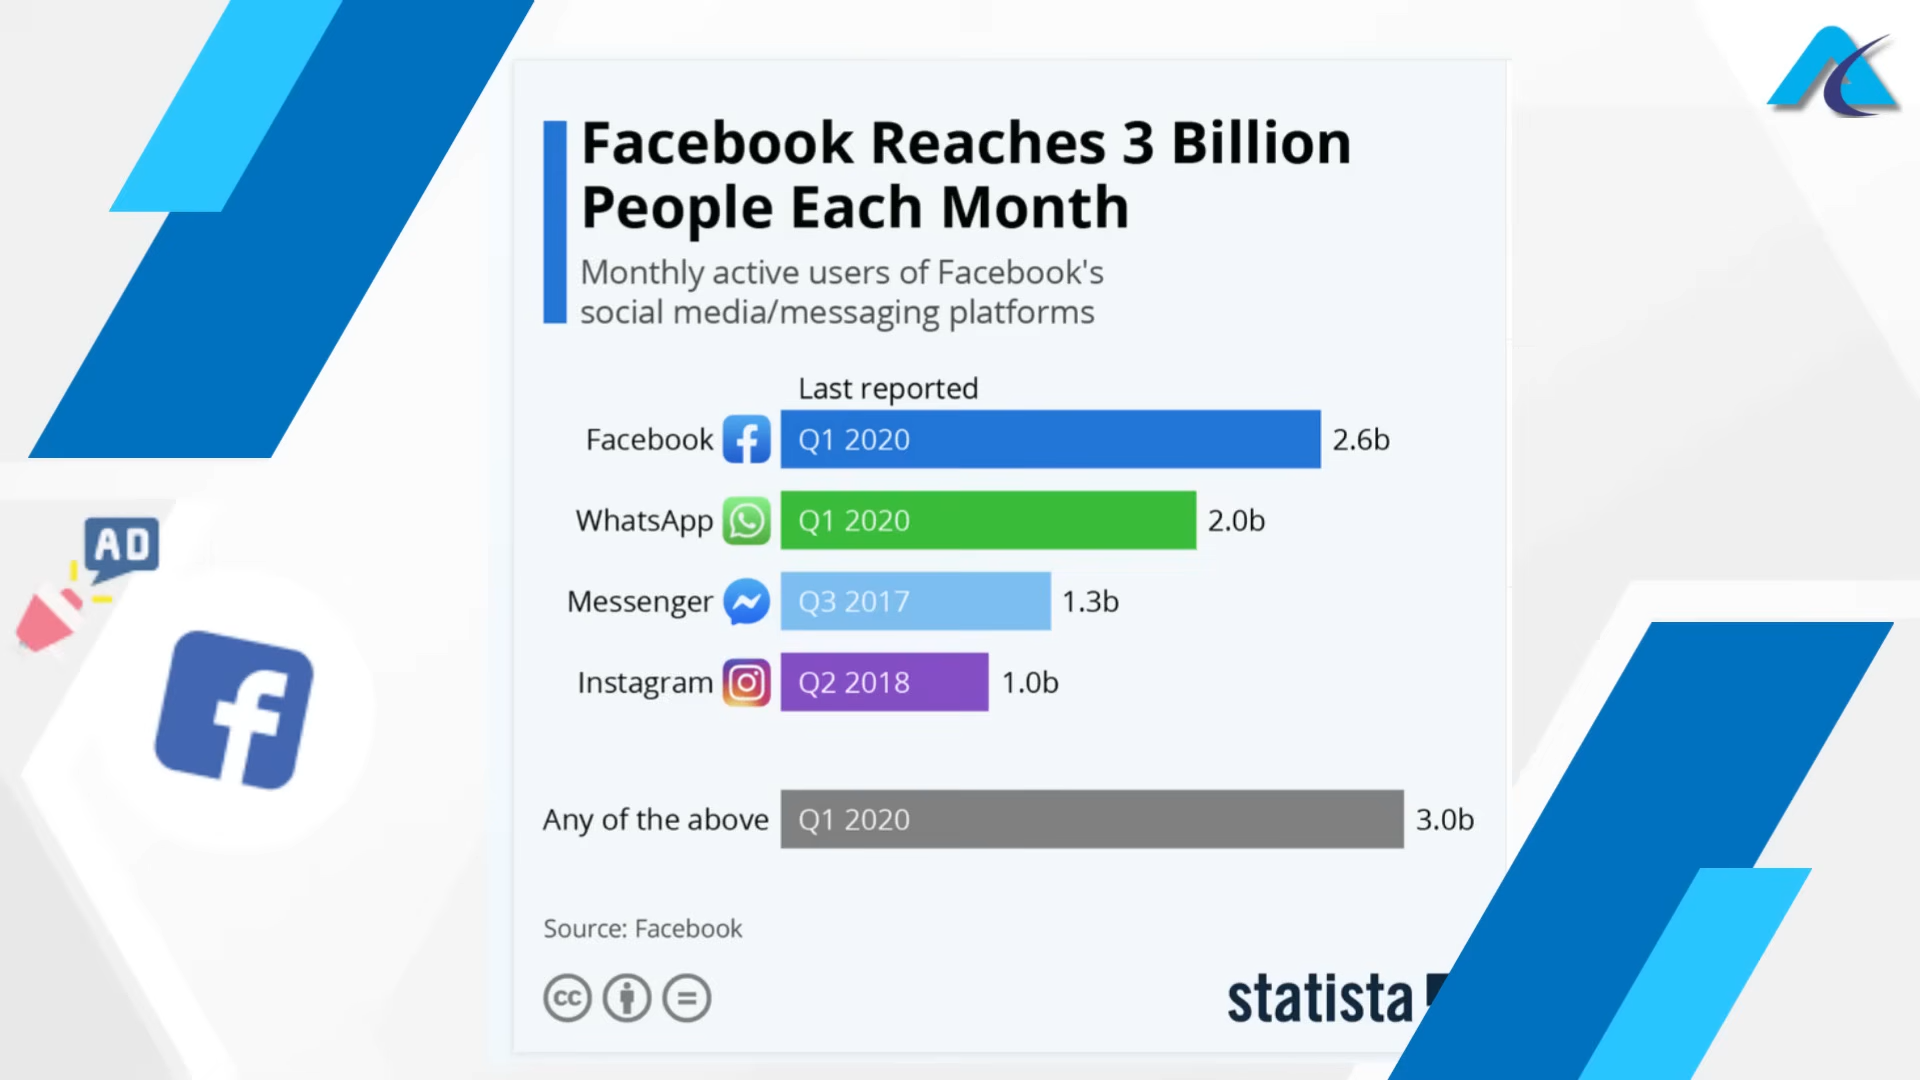 Facebook Reaches 3 Billion
People Each Month
Monthly active users of Facebook's
social media/messaging platforms
Last reported
Facebook Q1 2020 2.6b
WhatsApp Q1 2020 2.0b
Messenger Q3 2017 1.3b
Instagram Q2 2018 1.0b
Any of the above Q1 2020 3.0b
AD
Source: Facebook
cc
statista